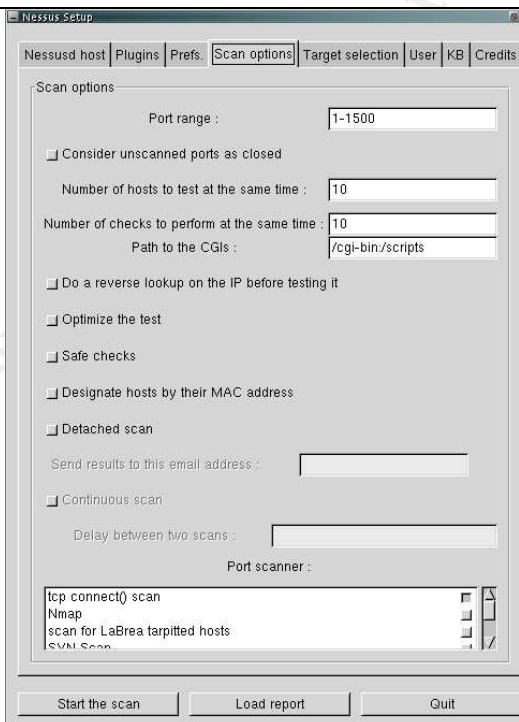 Nessus Setup
Nessusd host Plugins Prefs. Scan options Target selection User KB Credits
Scan options
Port range : 1-1500
Consider unscanned ports as closed
Number of hosts to test at the same time : 10
Number of checks to perform at the same time : 10
Path to the CGIs : /cgi-bin:/scripts
Do a reverse lookup on the IP before testing it
Optimize the test
Safe checks
Designate hosts by their MAC address
Detached scan
Send results to this email address :
Continuous scan
Delay between two scans :
Port scanner :
tcp connect() scan
Nmap
scan for LaBrea tarpitted hosts
SYN Scan
Start the scan Load report Quit